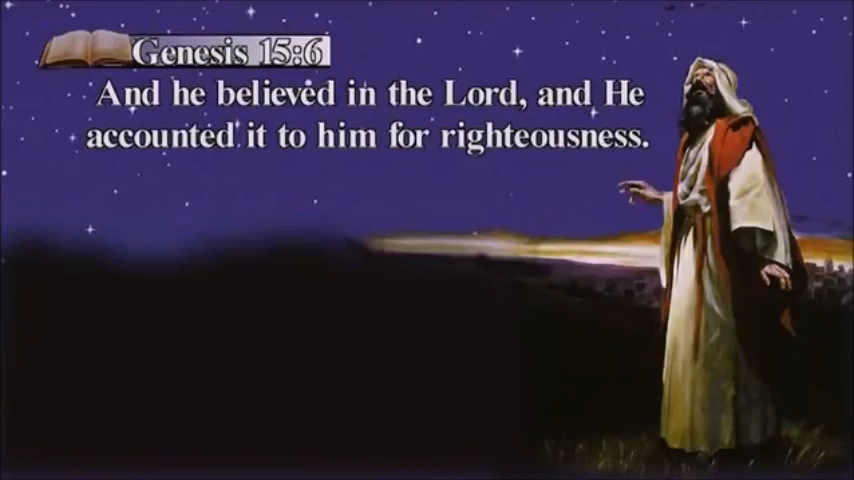 Genesis 15:6
And he believed in the Lord, and He
accounted it to him for righteousness.